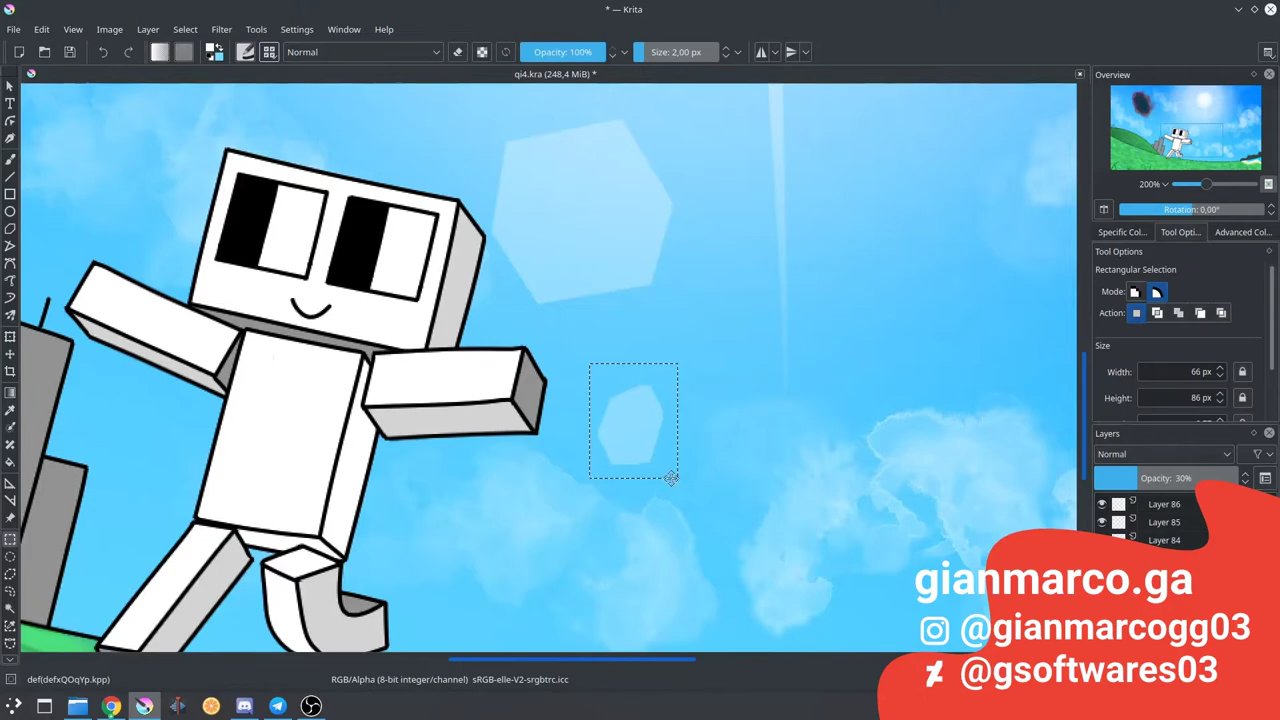 * — Krita
File Edit View Image Layer Select Filter Tools Settings Window Help
Normal Opacity: 100% Size: 2,00 px
qi4.kra (248,4 MiB) *
Overview
200%
Rotation: 0,00°
Specific Col... Tool Opti... Advanced Col...
Tool Options
Rectangular Selection
Mode:
Action:
Size
Width: 66 px
Height: 86 px
Layers
Normal
Opacity: 30%
Layer 86
Layer 85
Layer 84
gianmarco.ga
@gianmarcogg03
@gsoftwares03
def(defxQOqYp.kpp) RGB/Alpha (8-bit integer/channel) sRGB-elle-V2-srgbtrc.icc